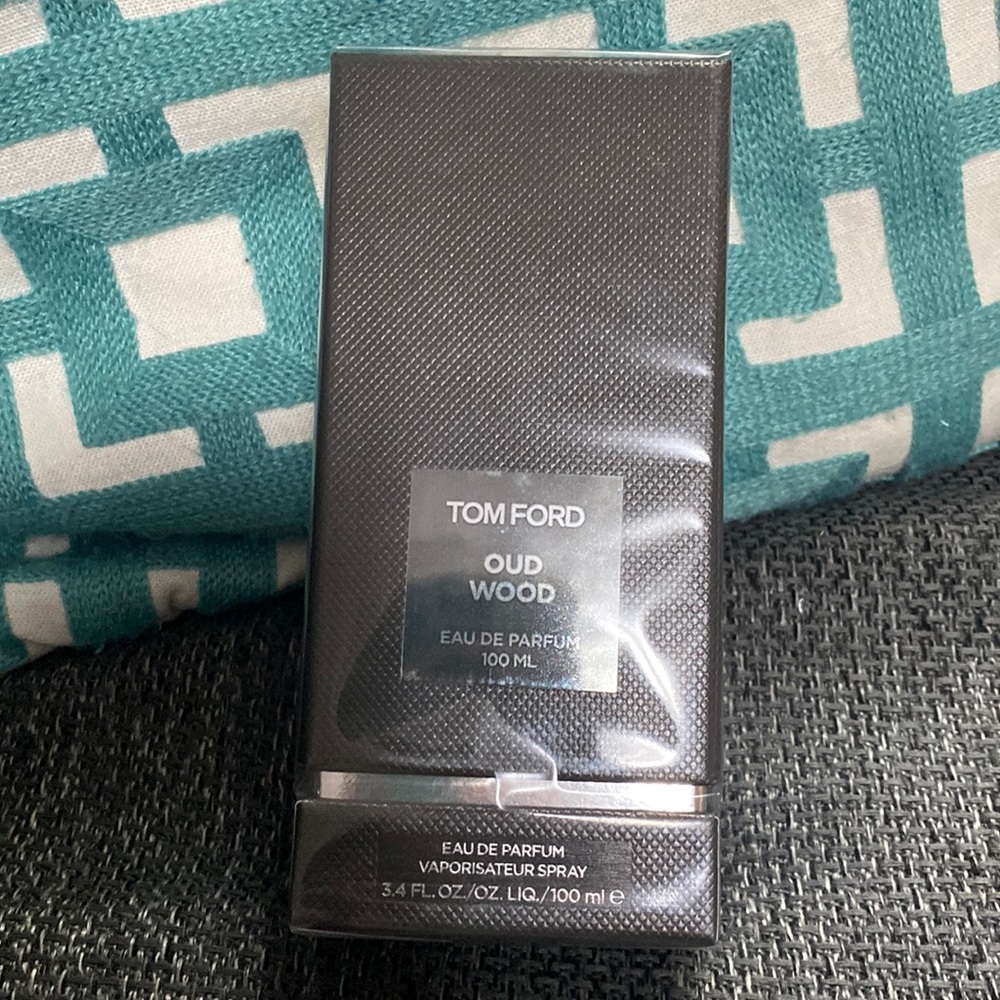 TOM FORD
OUD
WOOD
EAU DE PARFUM
100 ML
EAU DE PARFUM
VAPORISATEUR SPRAY
3.4 FL. OZ./OZ. LIQ./100 ml ℮